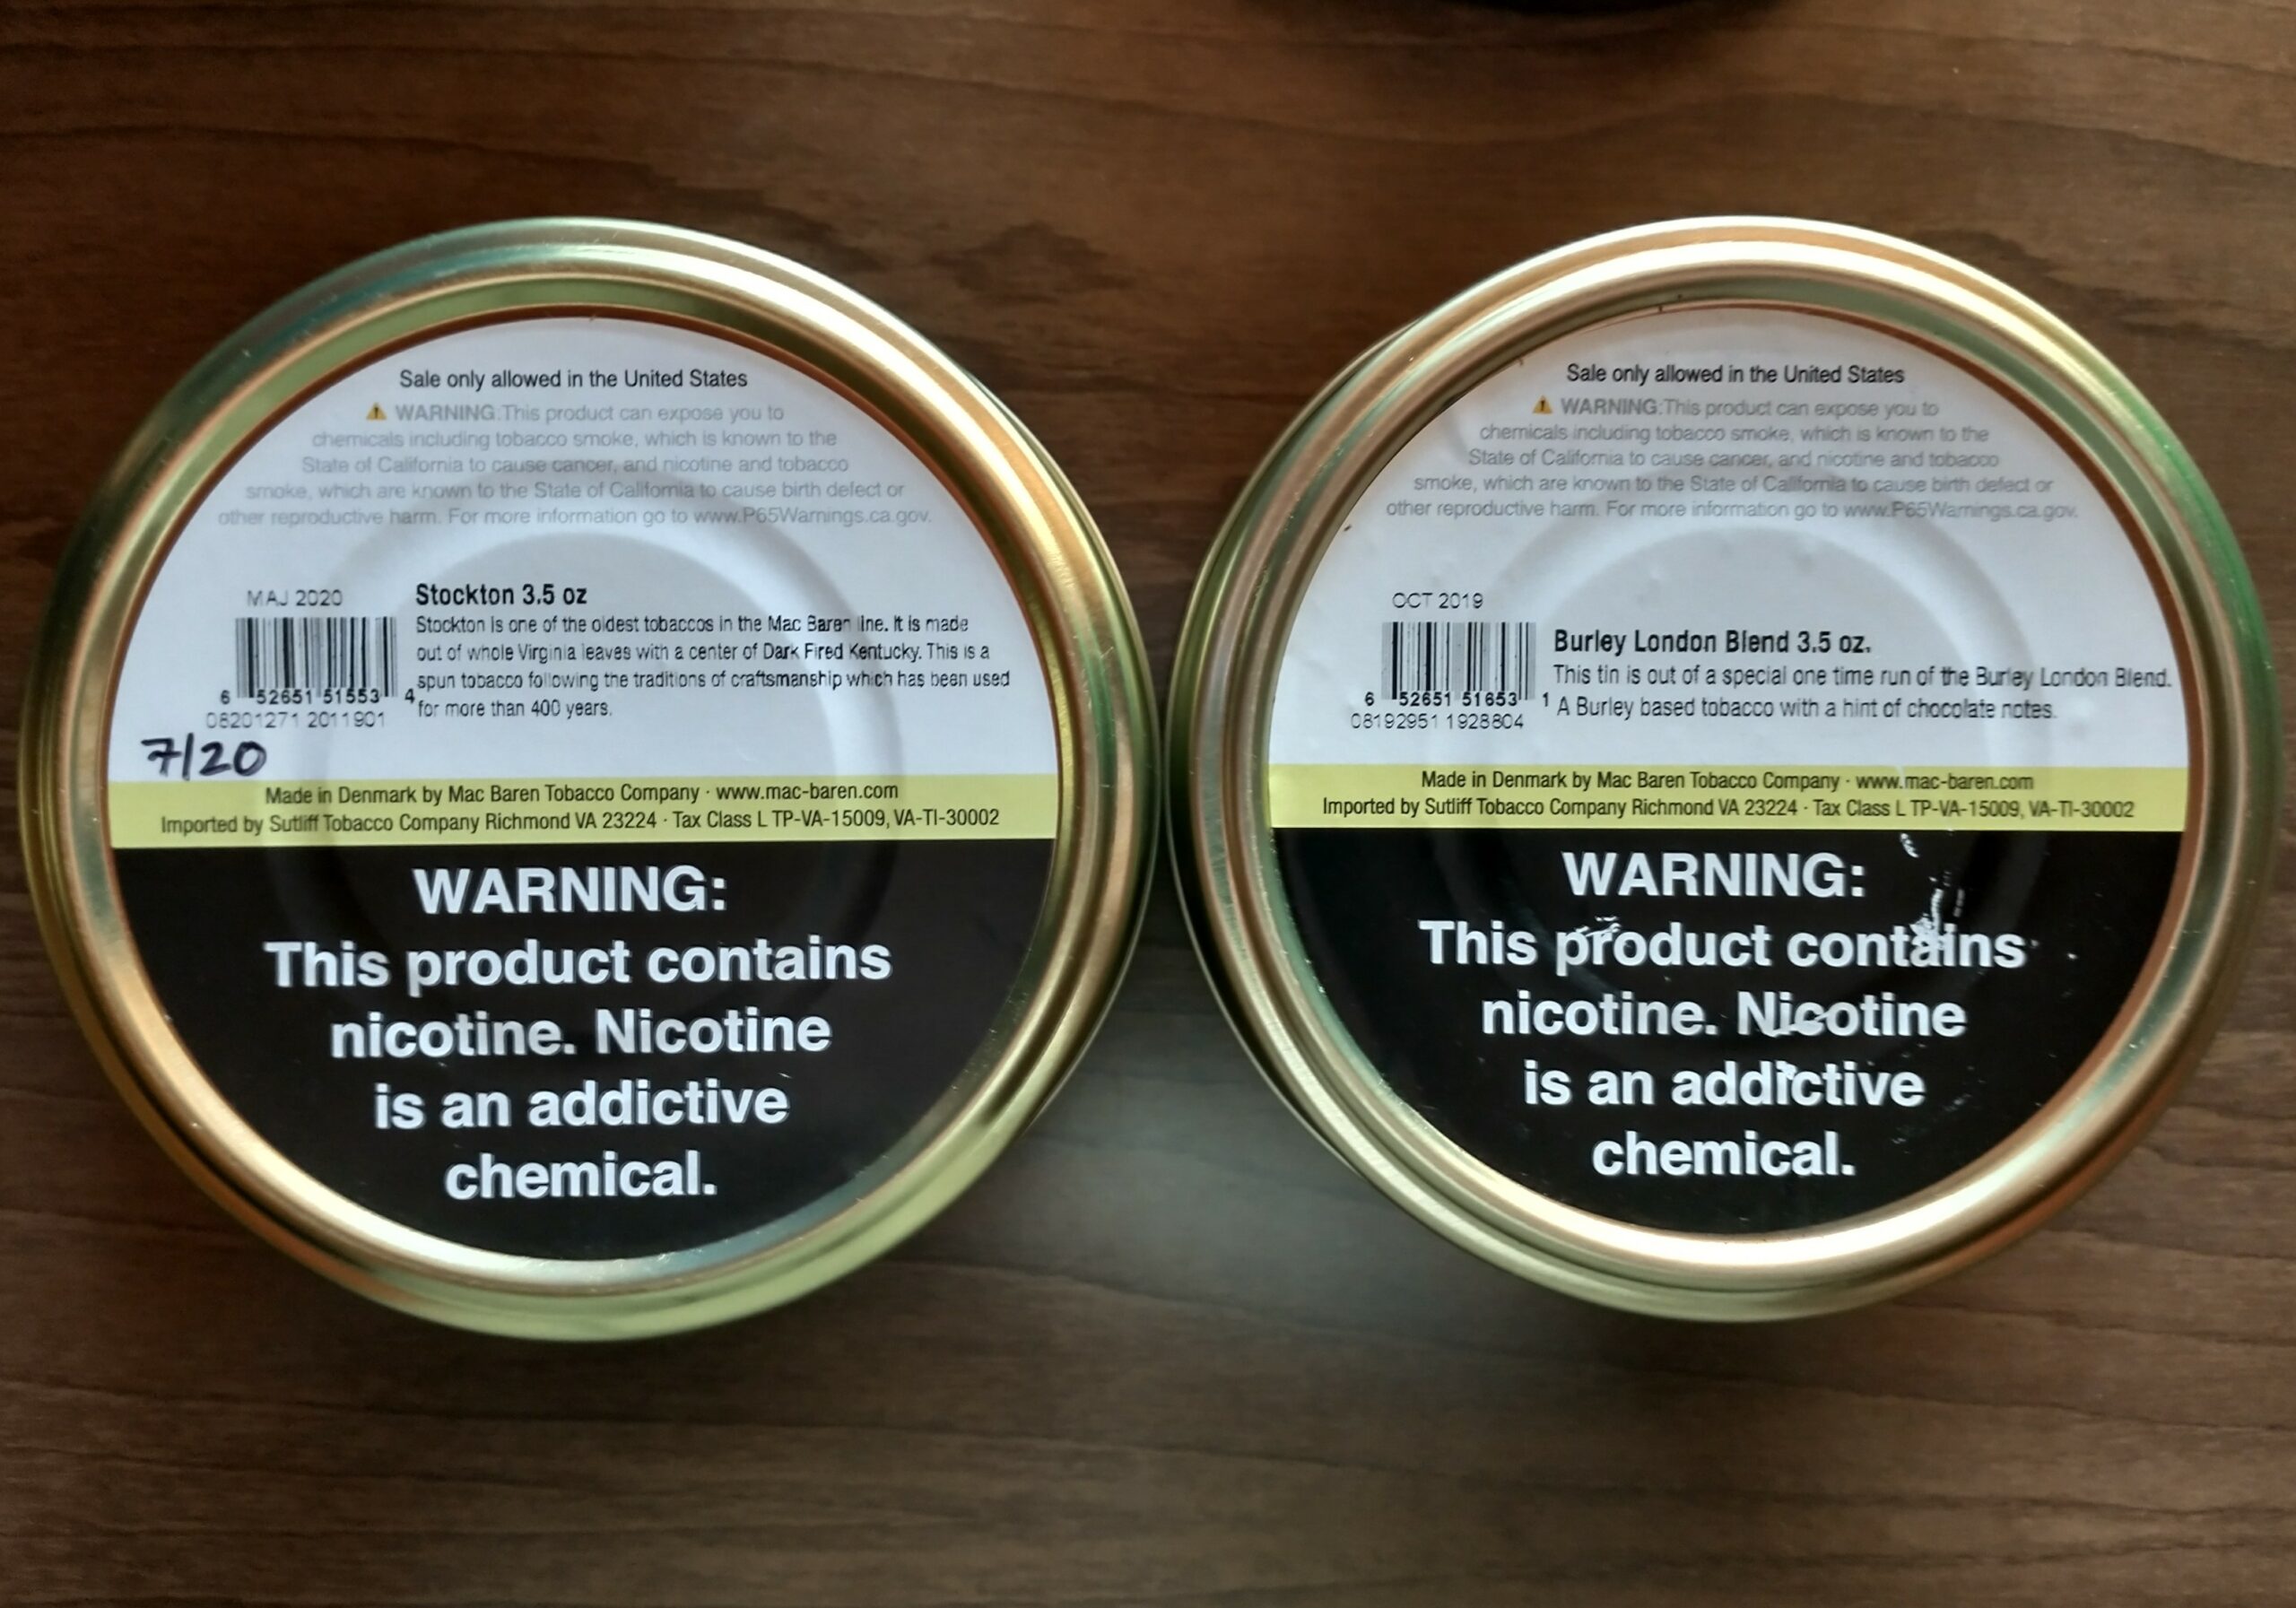 Sale only allowed in the United States
⚠ WARNING:This product can expose you to
chemicals including tobacco smoke, which is known to the
State of California to cause cancer, and nicotine and tobacco
smoke, which are known to the State of California to cause birth defect or
other reproductive harm. For more information go to www.P65Warnings.ca.gov.
MAJ 2020
Stockton 3.5 oz
Stockton is one of the oldest tobaccos in the Mac Baren line. It is made
out of whole Virginia leaves with a center of Dark Fired Kentucky. This is a
spun tobacco following the traditions of craftsmanship which has been used
for more than 400 years.
6 52651 51553 4
08201271 2011901
7/20
Made in Denmark by Mac Baren Tobacco Company · www.mac-baren.com
Imported by Sutliff Tobacco Company Richmond VA 23224 · Tax Class L TP-VA-15009, VA-TI-30002
WARNING:
This product contains
nicotine. Nicotine
is an addictive
chemical.
Sale only allowed in the United States
⚠ WARNING:This product can expose you to
chemicals including tobacco smoke, which is known to the
State of California to cause cancer, and nicotine and tobacco
smoke, which are known to the State of California to cause birth defect or
other reproductive harm. For more information go to www.P65Warnings.ca.gov.
OCT 2019
Burley London Blend 3.5 oz.
This tin is out of a special one time run of the Burley London Blend.
A Burley based tobacco with a hint of chocolate notes.
6 52651 51653 1
08192951 1928804
Made in Denmark by Mac Baren Tobacco Company · www.mac-baren.com
Imported by Sutliff Tobacco Company Richmond VA 23224 · Tax Class L TP-VA-15009, VA-TI-30002
WARNING:
This product contains
nicotine. Nicotine
is an addictive
chemical.